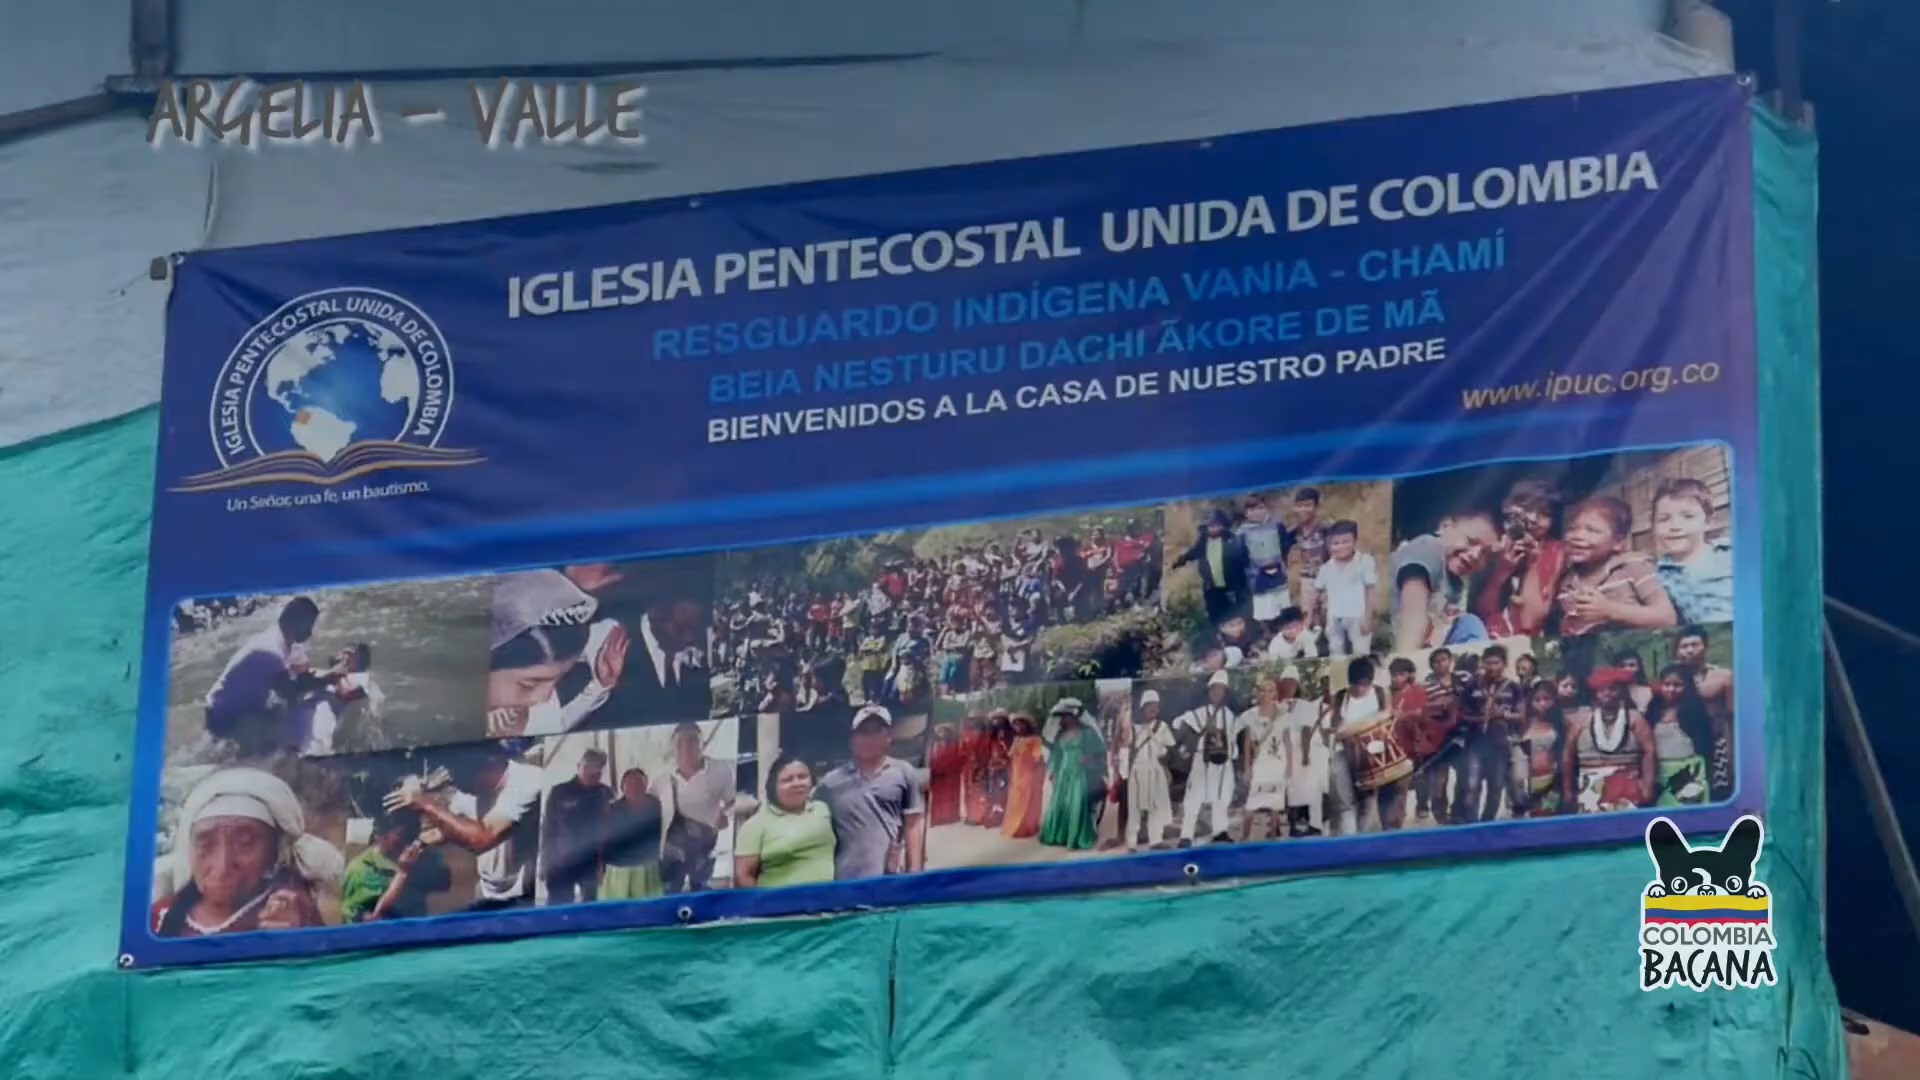 ARGELIA - VALLE
IGLESIA PENTECOSTAL UNIDA DE COLOMBIA
RESGUARDO INDÍGENA VANIA - CHAMÍ
BEIA NESTURU DACHI ÃKORE DE MÃ
BIENVENIDOS A LA CASA DE NUESTRO PADRE
www.ipuc.org.co
IGLESIA PENTECOSTAL UNIDA DE COLOMBIA
Un Señor, una fe, un bautismo.
COLOMBIA
BACANA